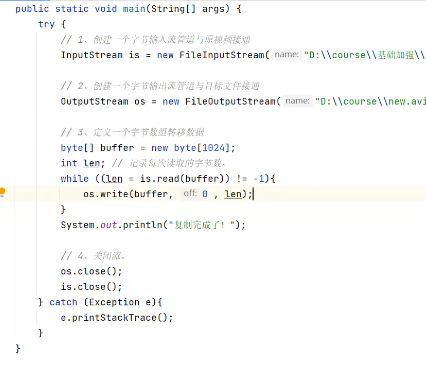 public static void main(String[] args) {
try {
// 1、创建一个字节输入流管道与原视频接通
InputStream is = new FileInputStream( name: "D:\\course\\基础加强\\
// 2、创建一个字节输出流管道与目标文件接通
OutputStream os = new FileOutputStream( name: "D:\\course\\new.avi
// 3、定义一个字节数组转移数据
byte[] buffer = new byte[1024];
int len; // 记录每次读取的字节数。
while ((len = is.read(buffer)) != -1){
os.write(buffer, off: 0 , len);
}
System.out.println("复制完成了！");
// 4、关闭流。
os.close();
is.close();
} catch (Exception e){
e.printStackTrace();
}
}